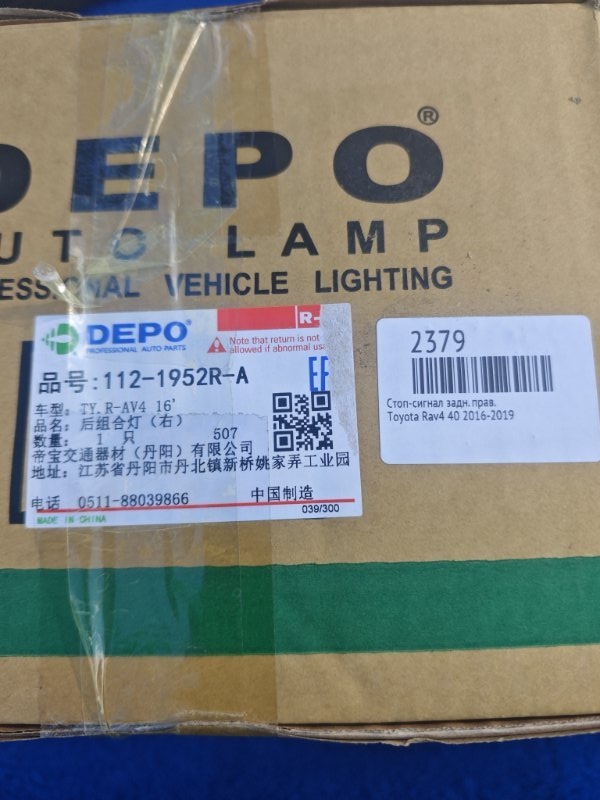 DEPO®
UTO LAMP
ESSIONAL VEHICLE LIGHTING
R-
DEPO®
PROFESSIONAL AUTO PARTS
Note that return is not
allowed if abnormal us
品号:112-1952R-A
车型: TY.R-AV4 16'
品名: 后组合灯（右）
数量: 1 只 507
帝宝交通器材（丹阳）有限公司
地址: 江苏省丹阳市丹北镇新桥姚家弄工业园
电话 0511-88039866 中国制造
MADE IN CHINA 039/300
2379
Стоп-сигнал задн.прав.
Toyota Rav4 40 2016-2019